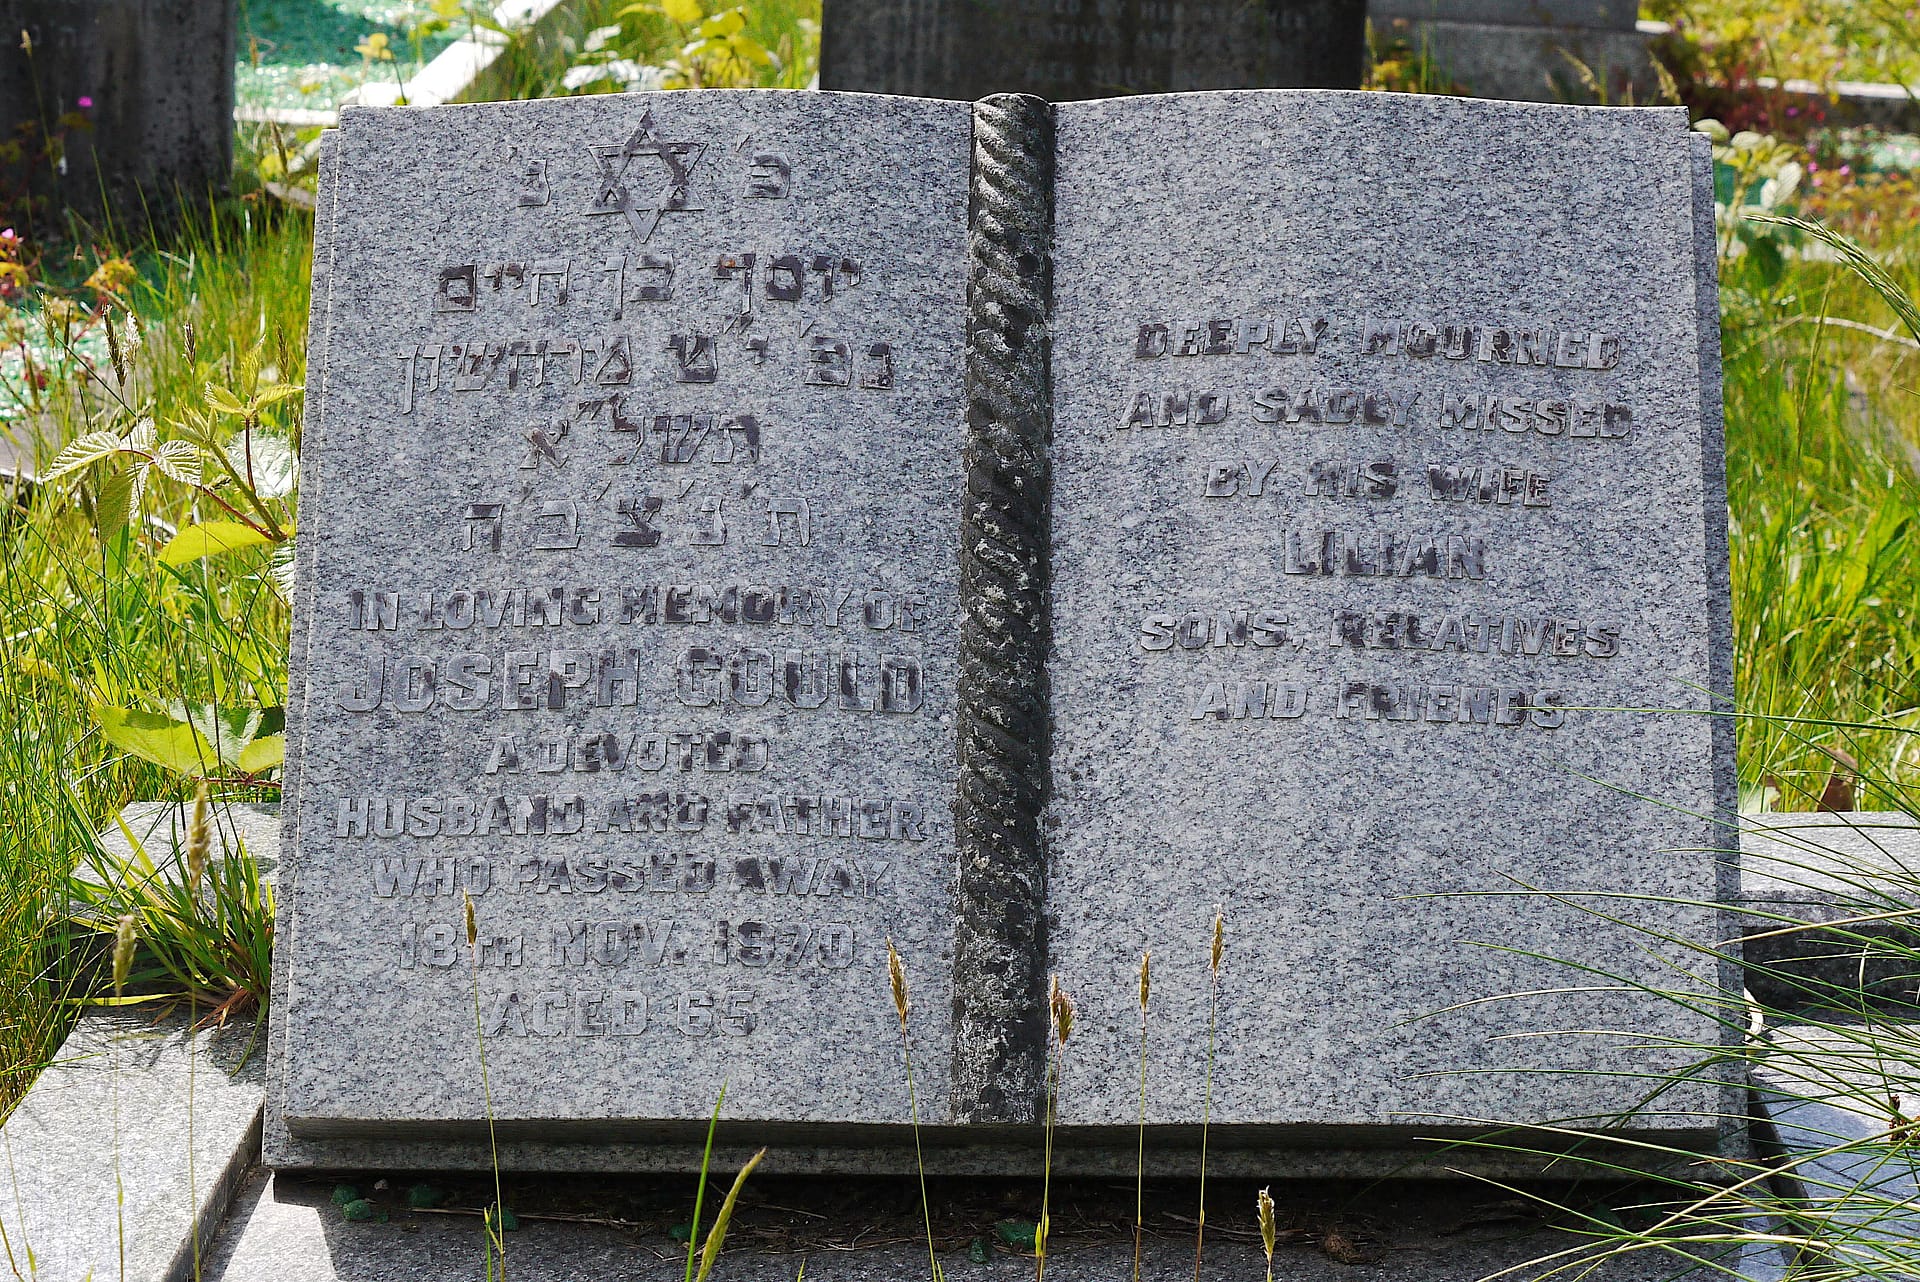 פ׳ נ׳
יוסף בן חיים
נפ׳ י״ט מרחשון
תשל״א
ת׳נ׳צ׳ב׳ה
IN LOVING MEMORY OF
JOSEPH GOULD
A DEVOTED
HUSBAND AND FATHER
WHO PASSED AWAY
18TH NOV. 1970
AGED 65
DEEPLY MOURNED
AND SADLY MISSED
BY HIS WIFE
LILIAN
SONS, RELATIVES
AND FRIENDS